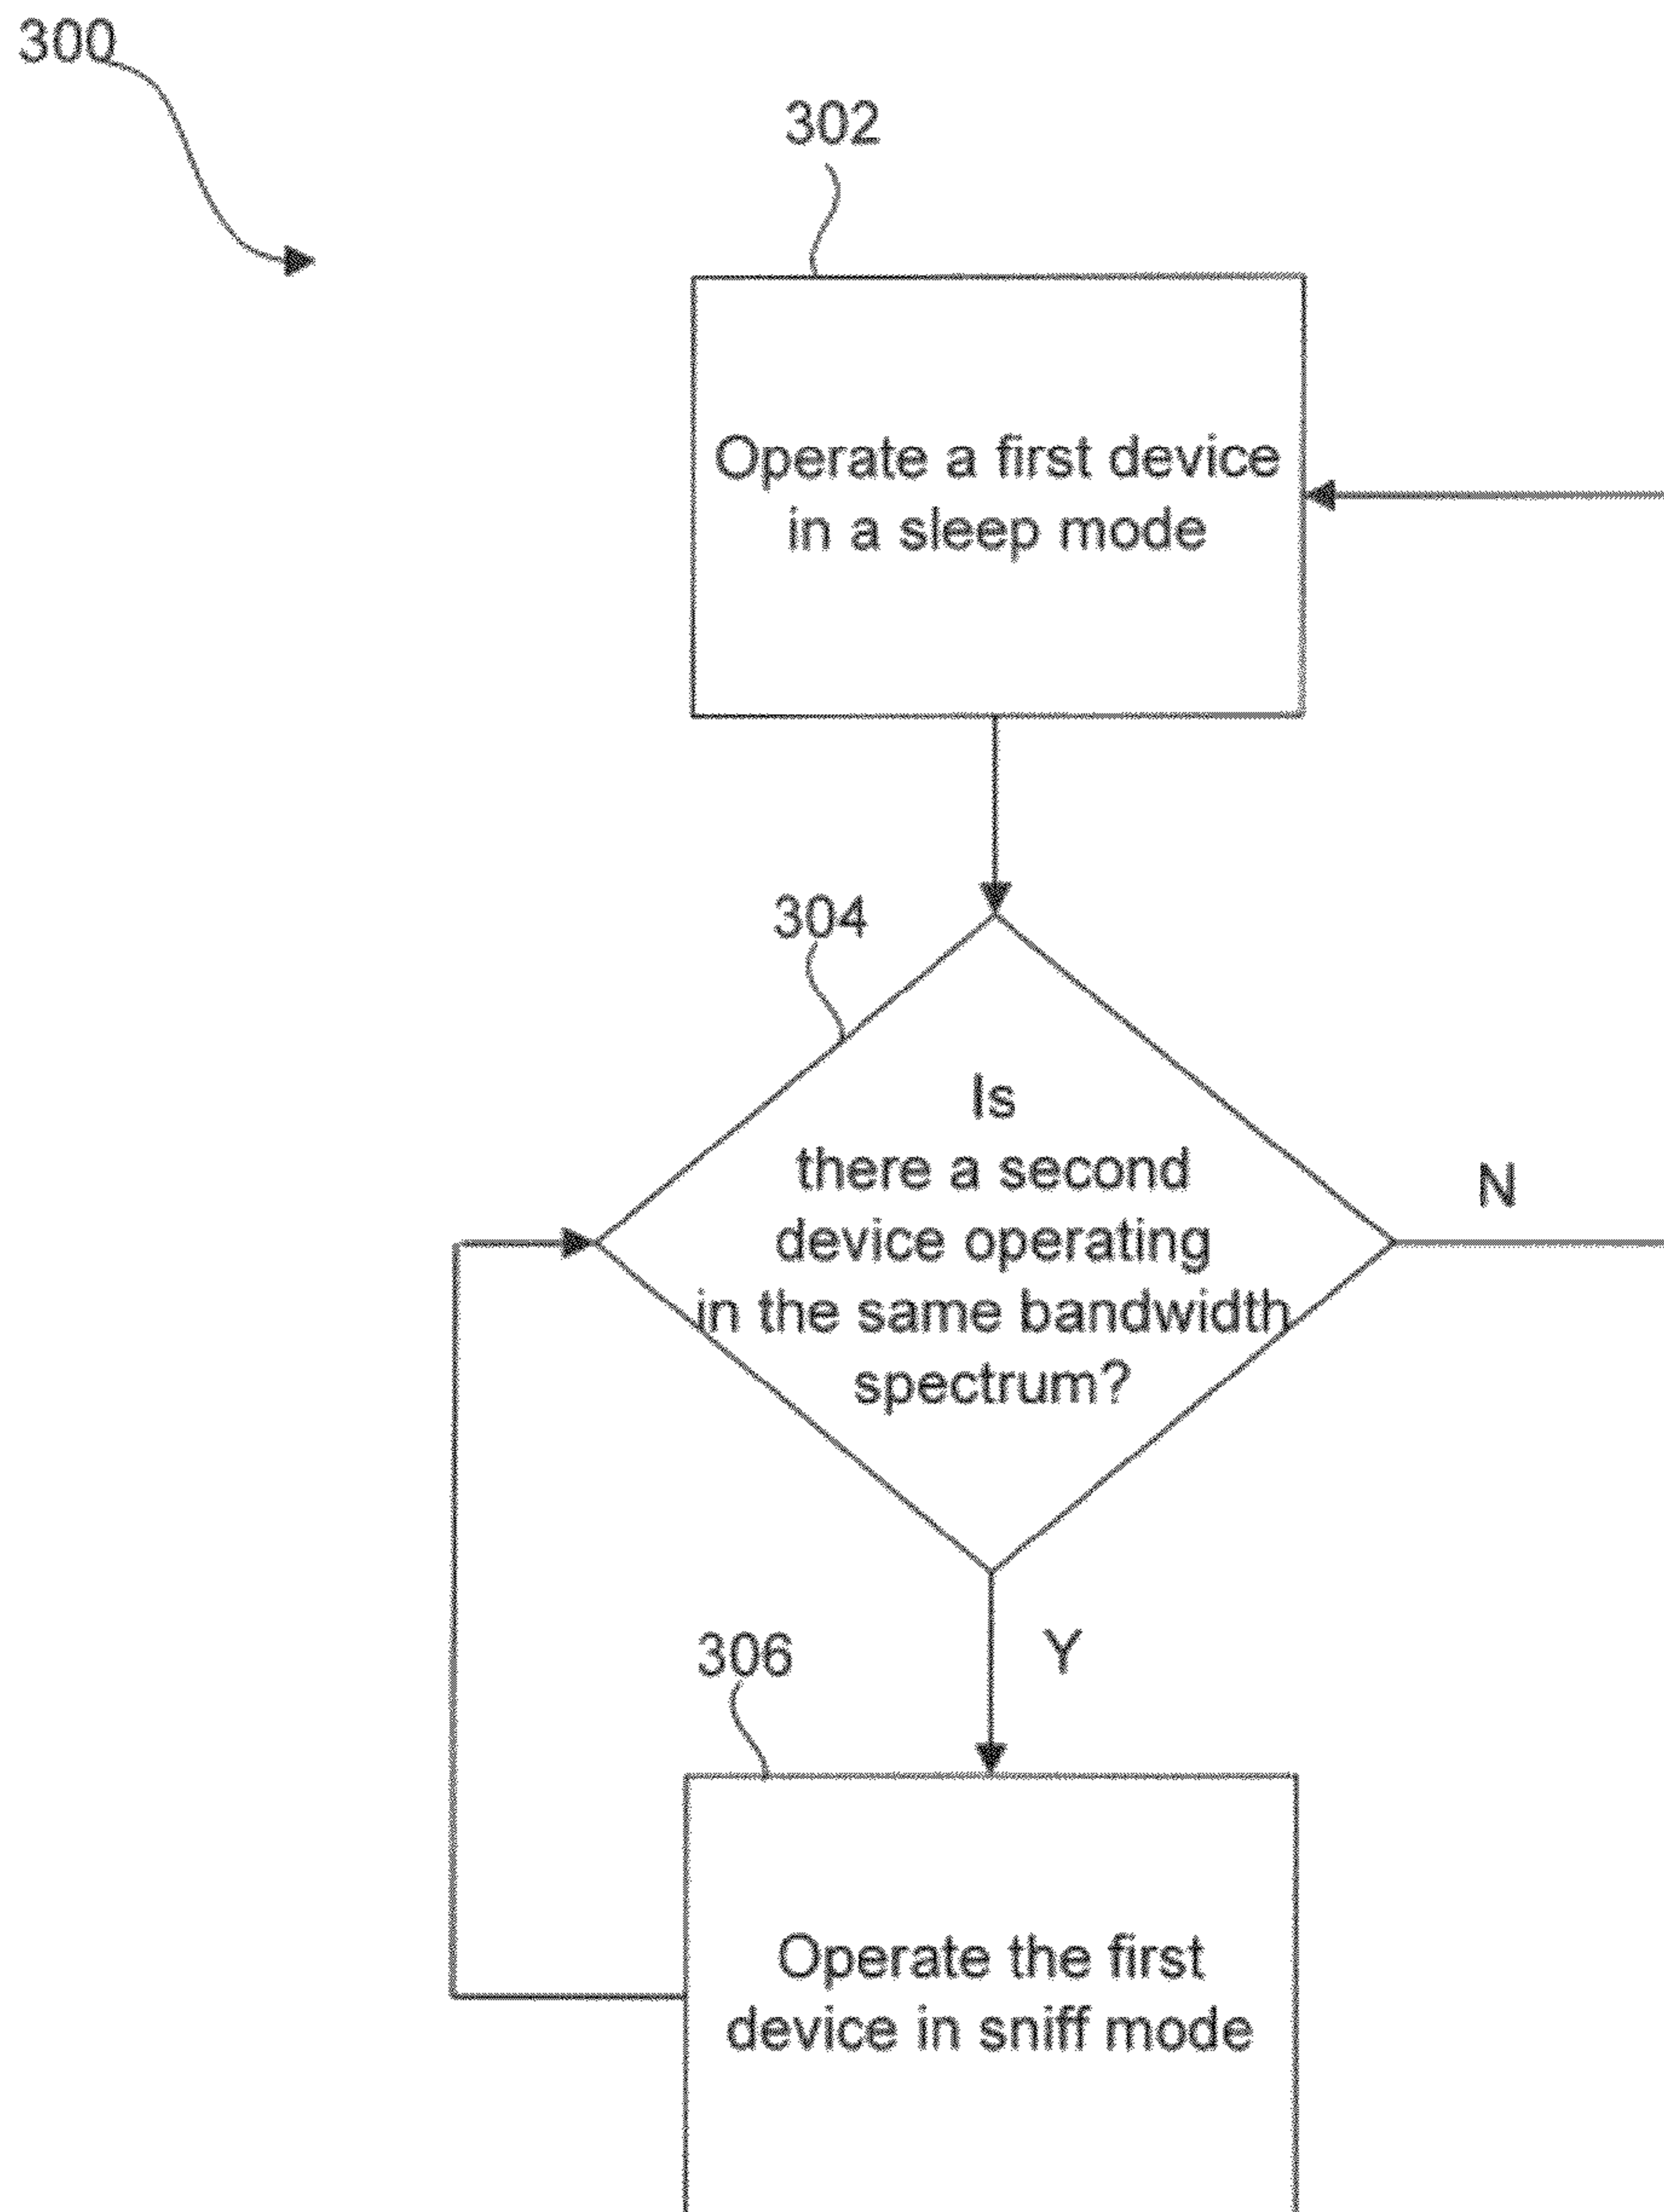 300
302
Operate a first device
in a sleep mode
304
Is
there a second
device operating
in the same bandwidth
spectrum?
N
Y
306
Operate the first
device in sniff mode